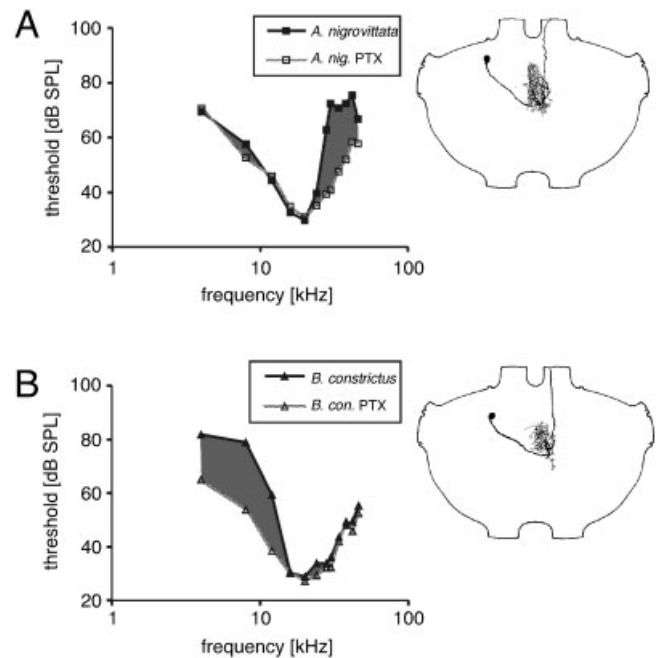 A
A. nigrovittata
A. nig. PTX
100
80
60
40
20
threshold [dB SPL]
1
10
100
frequency [kHz]
B
B. constrictus
B. con. PTX
100
80
60
40
20
threshold [dB SPL]
1
10
100
frequency [kHz]